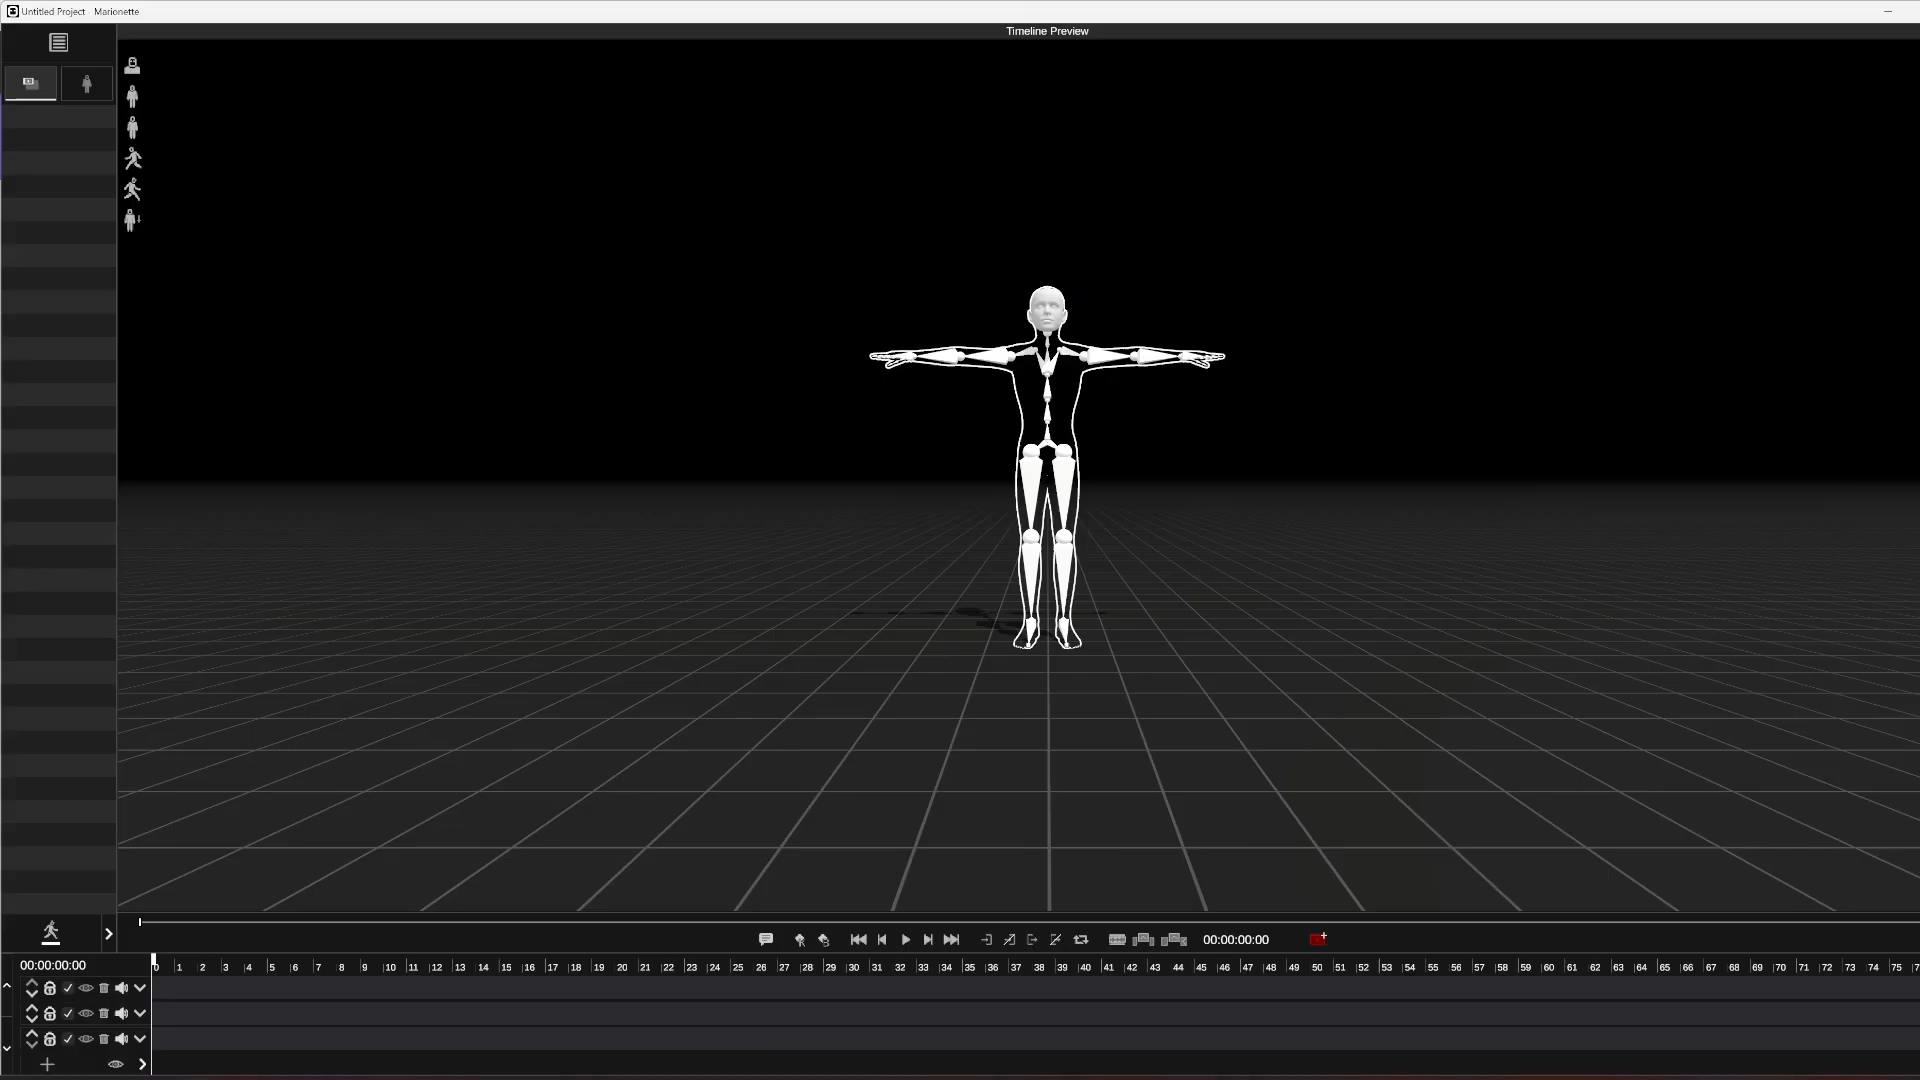 Untitled Project - Marionette
Timeline Preview
00:00:00:00
00:00:00:00
0 1 2 3 4 5 6 7 8 9 10 11 12 13 14 15 16 17 18 19 20 21 22 23 24 25 26 27 28 29 30 31 32 33 34 35 36 37 38 39 40 41 42 43 44 45 46 47 48 49 50 51 52 53 54 55 56 57 58 59 60 61 62 63 64 65 66 67 68 69 70 71 72 73 74 75